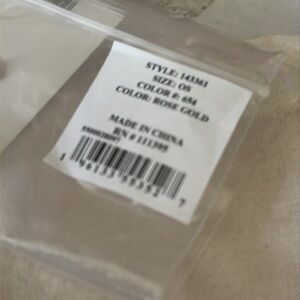 STYLE: 143361
SIZE: OS
COLOR #: 654
COLOR: ROSE GOLD
MADE IN CHINA
RN # 111395